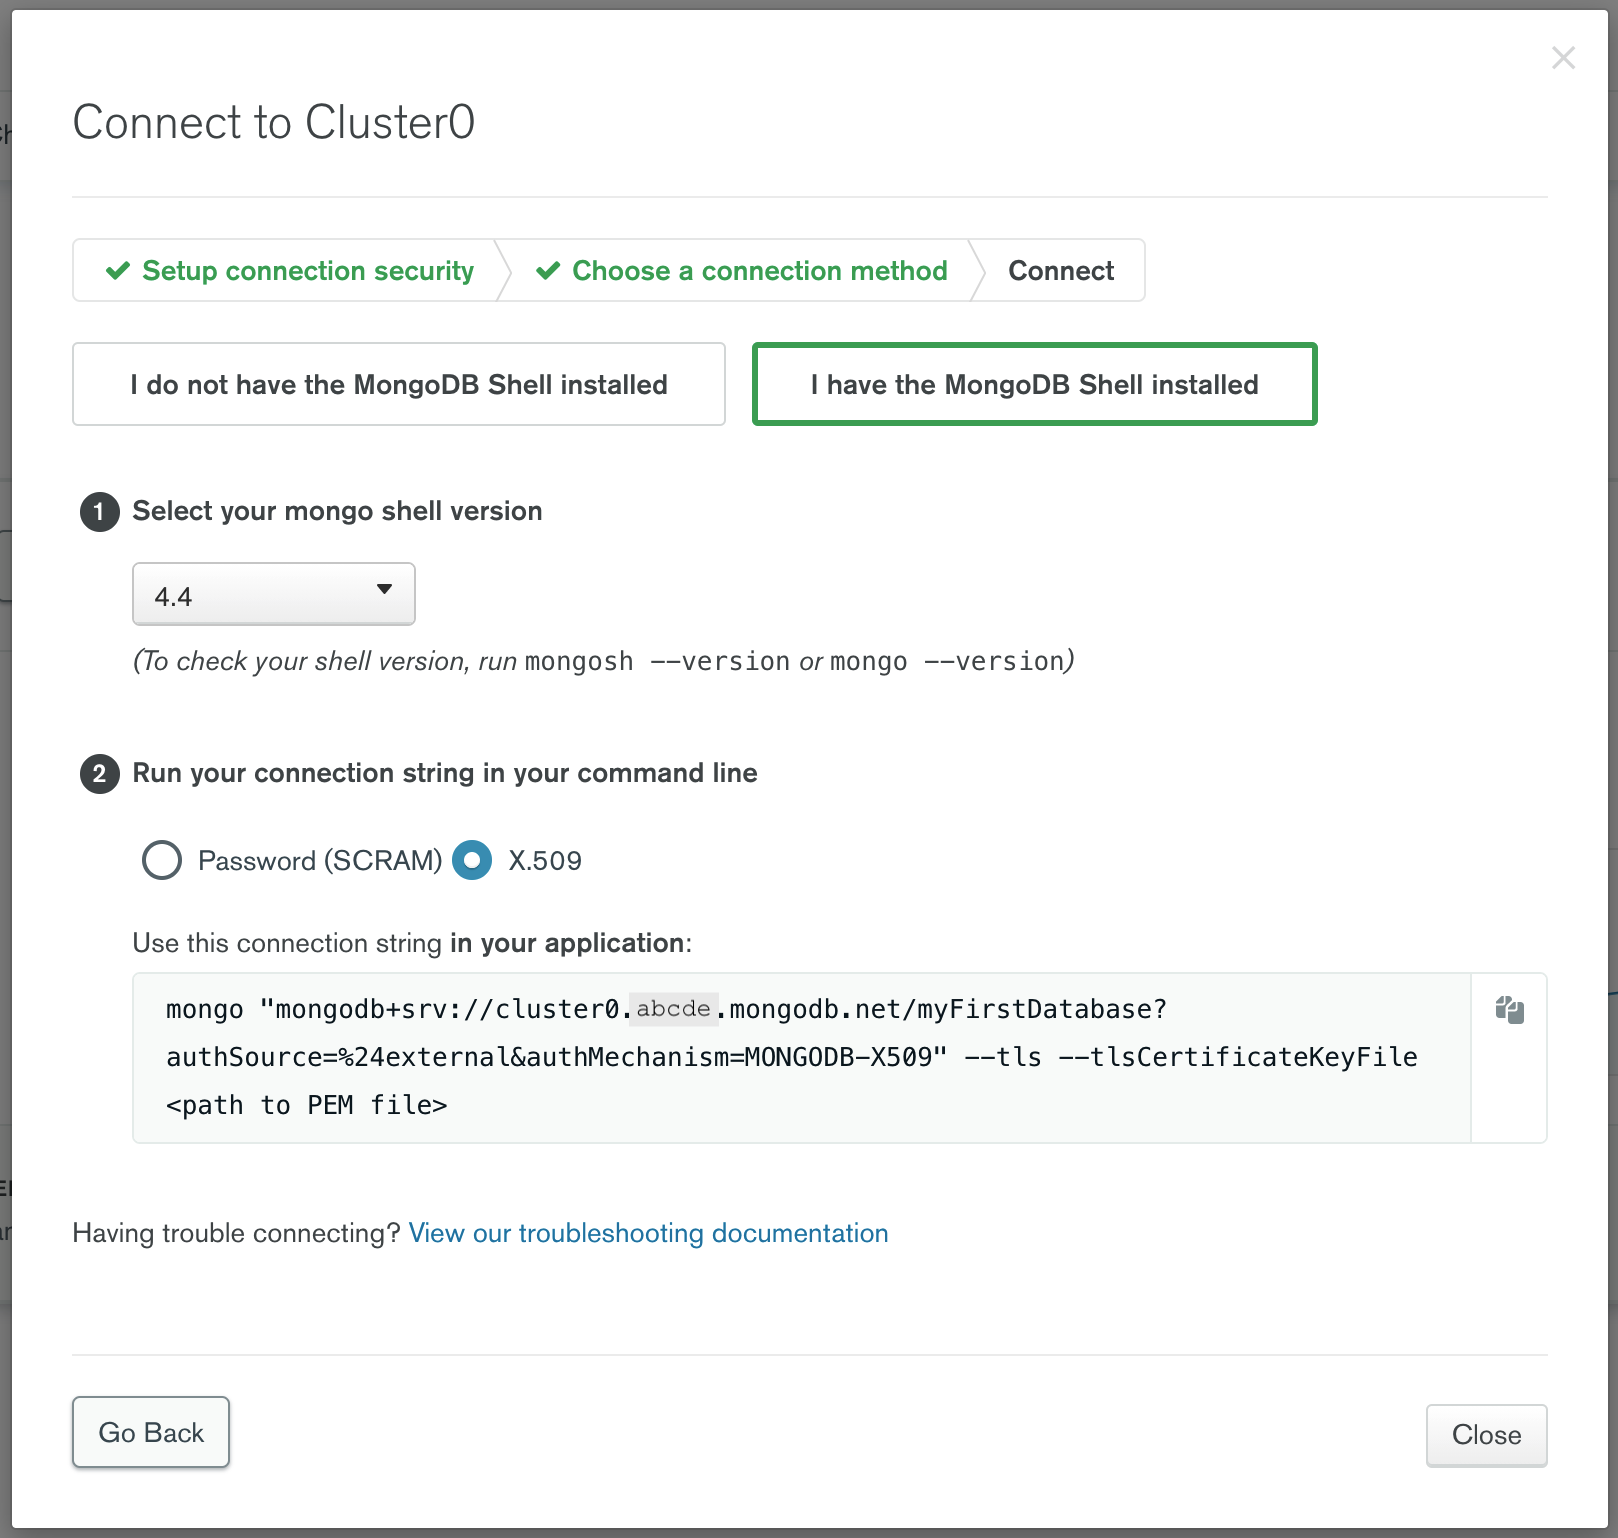 Connect to Cluster0
Setup connection security
Choose a connection method
Connect
I do not have the MongoDB Shell installed
I have the MongoDB Shell installed
1 Select your mongo shell version
4.4
(To check your shell version, run mongosh --version or mongo --version)
2 Run your connection string in your command line
Password (SCRAM) X.509
Use this connection string in your application:
mongo "mongodb+srv://cluster0.abcde.mongodb.net/myFirstDatabase?
authSource=%24external&authMechanism=MONGODB-X509" --tls --tlsCertificateKeyFile
<path to PEM file>
Having trouble connecting? View our troubleshooting documentation
Go Back
Close